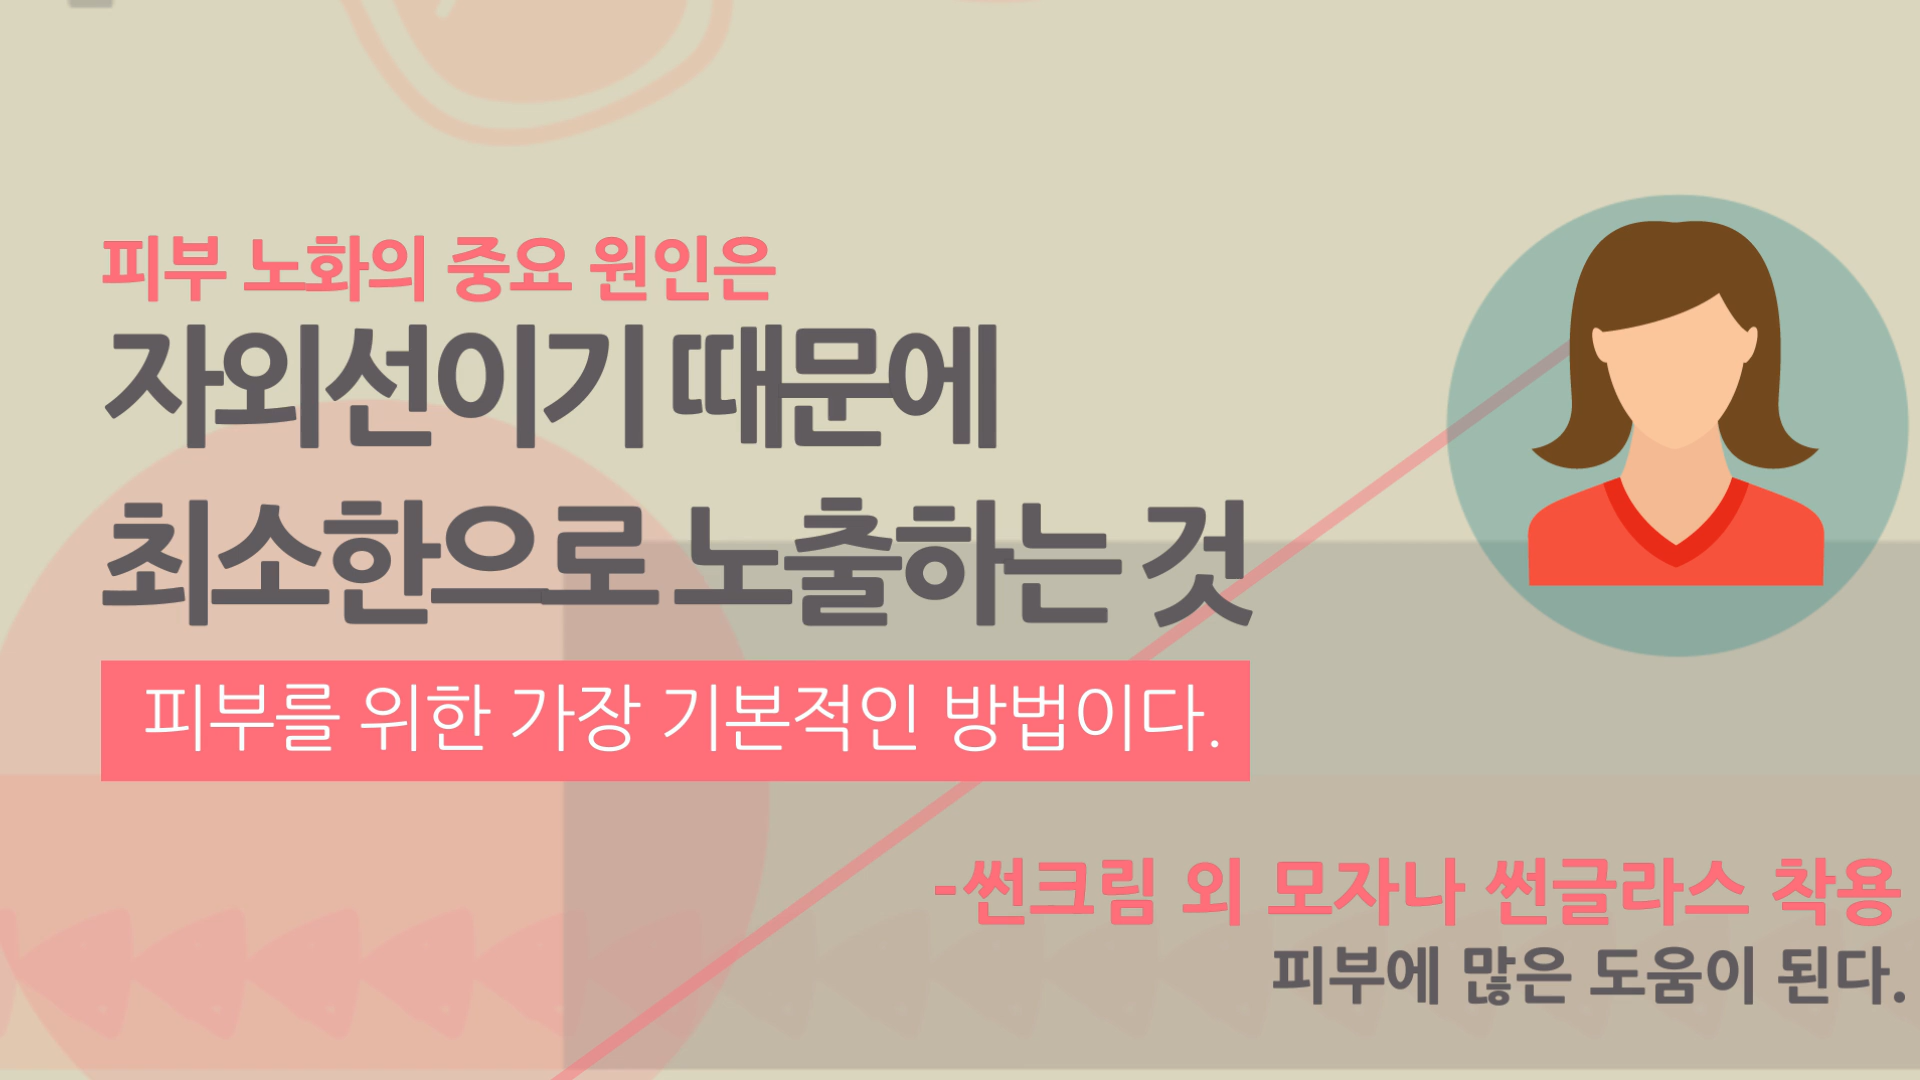 피부 노화의 중요 원인은
자외선이기 때문에
최소한으로 노출하는 것
피부를 위한 가장 기본적인 방법이다.
-썬크림 외 모자나 썬글라스 착용
피부에 많은 도움이 된다.